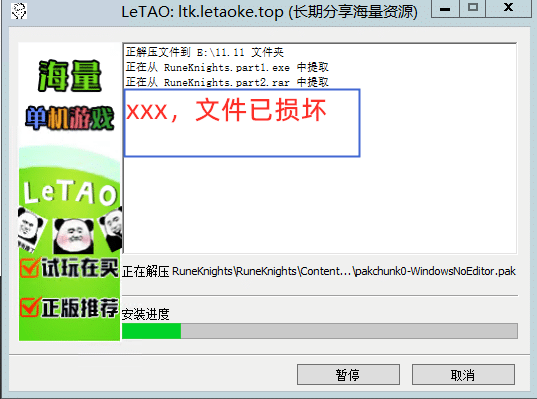 LeTAO: ltk.letaoke.top (长期分享海量资源)
海量
单机游戏
LeTAO
试玩在买
正版推荐
正解压文件到 E:\11.11 文件夹
正在从 RuneKnights.part1.exe 中提取
正在从 RuneKnights.part2.rar 中提取
xxx，文件已损坏
正在解压 RuneKnights\RuneKnights\Content...\pakchunk0-WindowsNoEditor.pak
安装进度
暂停
取消